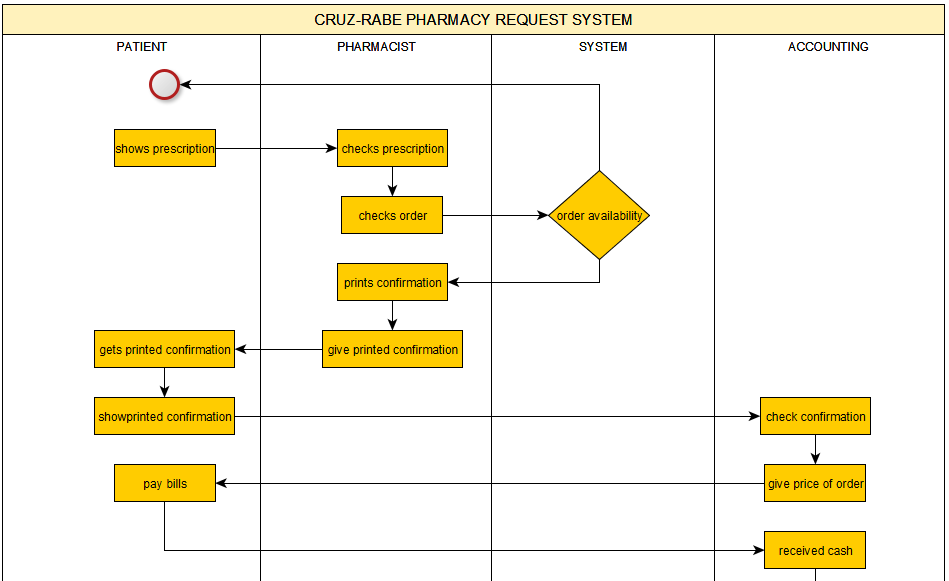 CRUZ-RABE PHARMACY REQUEST SYSTEM
PATIENT
PHARMACIST
SYSTEM
ACCOUNTING
shows prescription
checks prescription
checks order
order availability
prints confirmation
gets printed confirmation
give printed confirmation
showprinted confirmation
check confirmation
pay bills
give price of order
received cash